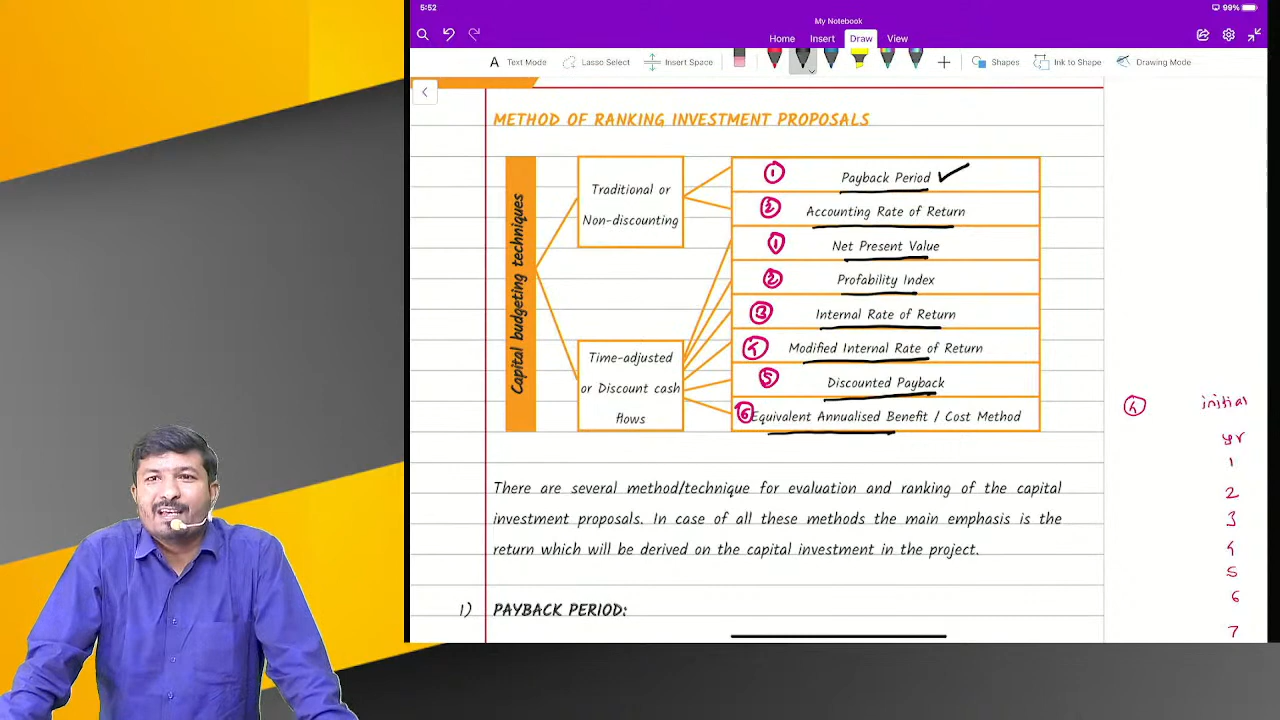 5:52
99%
My Notebook
Home Insert Draw View
Text Mode Lasso Select Insert Space Shapes Ink to Shape Drawing Mode
METHOD OF RANKING INVESTMENT PROPOSALS
Capital budgeting techniques
Traditional or
Non-discounting
1 Payback Period ✓
2 Accounting Rate of Return
Time-adjusted
or Discount cash
flows
1 Net Present Value
2 Profability Index
3 Internal Rate of Return
4 Modified Internal Rate of Return
5 Discounted Payback
6 Equivalent Annualised Benefit / Cost Method
There are several method/technique for evaluation and ranking of the capital
investment proposals. In case of all these methods the main emphasis is the
return which will be derived on the capital investment in the project.
1) PAYBACK PERIOD:
initial
yr
1
2
3
4
5
6
7